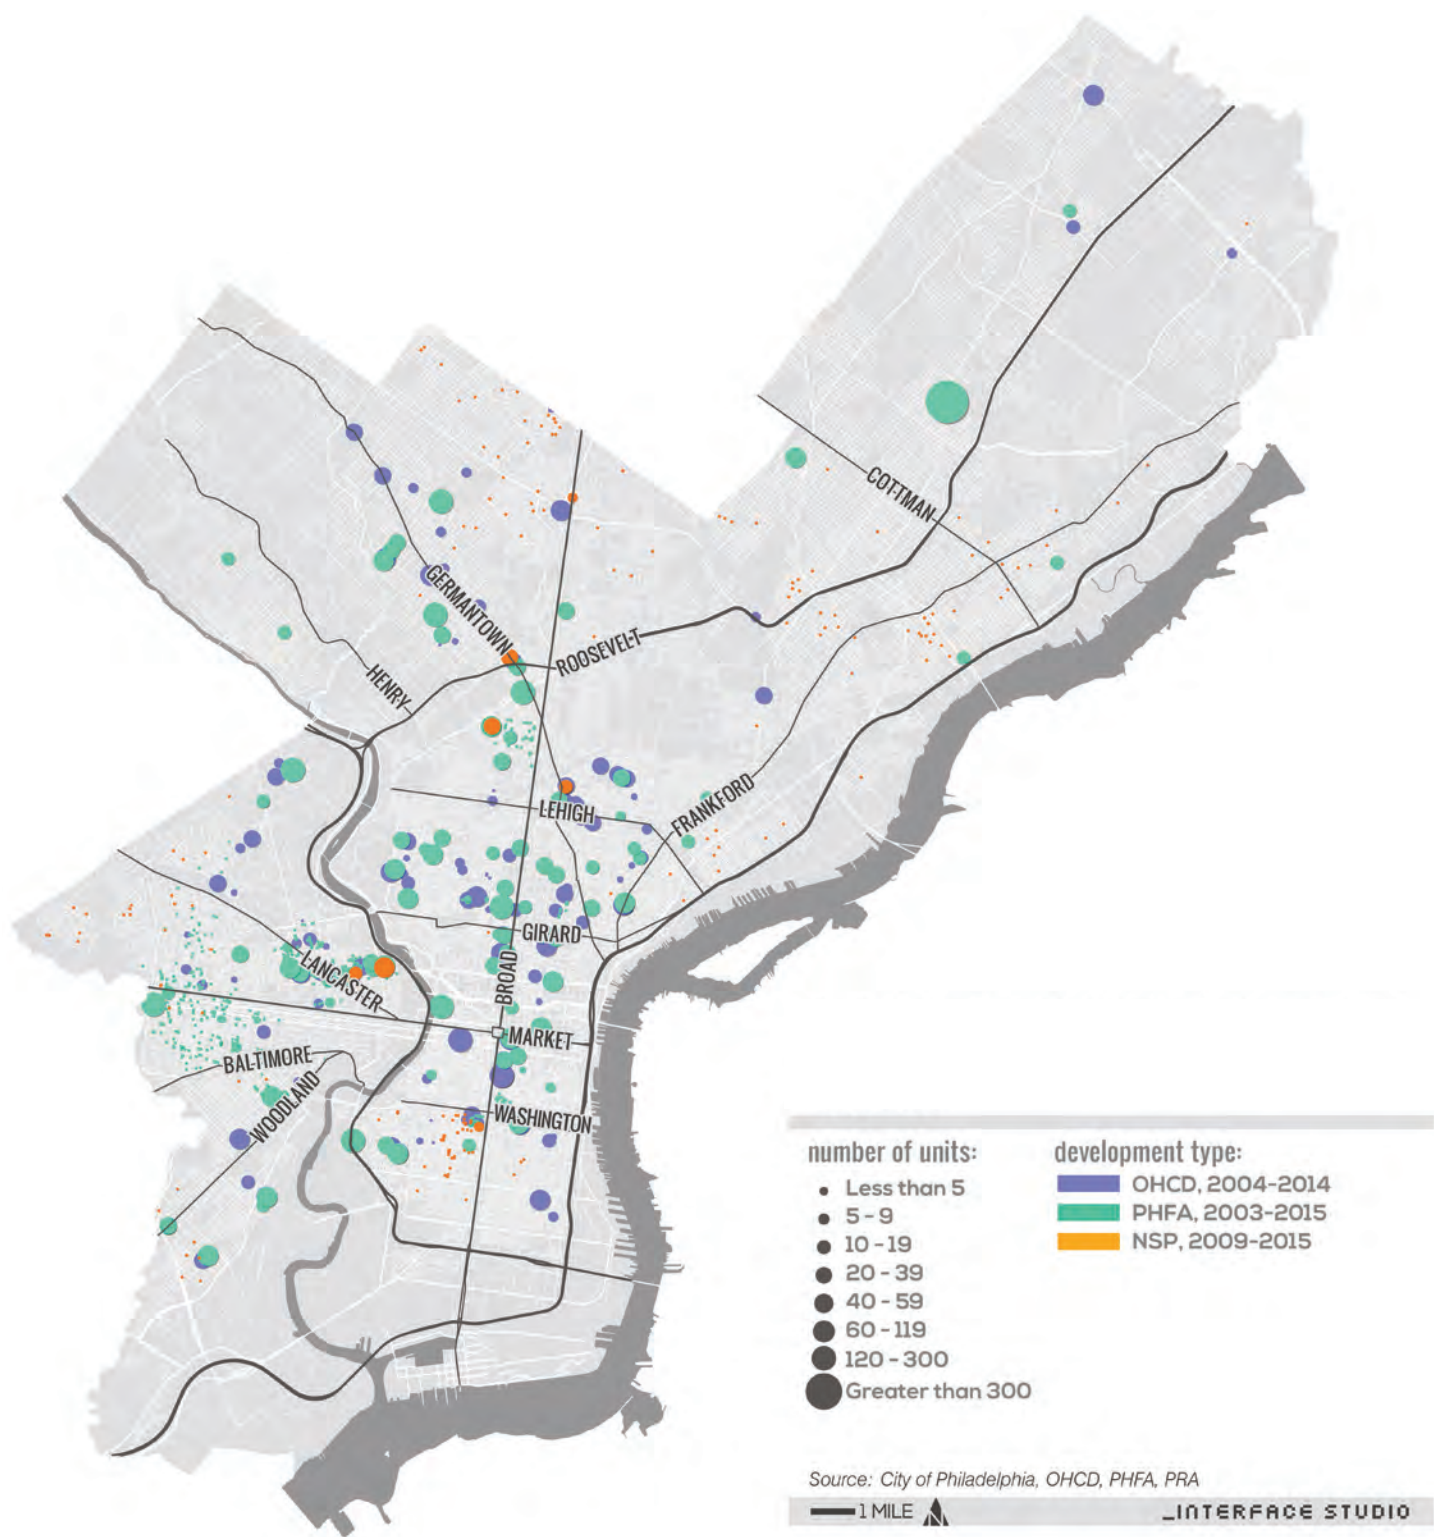 COTTMAN
GERMANTOWN
ROOSEVELT
HENRY
LEHIGH
FRANKFORD
GIRARD
BROAD
LANCASTER
MARKET
BALTIMORE
WOODLAND
WASHINGTON
number of units:
Less than 5
5 - 9
10 - 19
20 - 39
40 - 59
60 - 119
120 - 300
Greater than 300
development type:
OHCD, 2004-2014
PHFA, 2003-2015
NSP, 2009-2015
Source: City of Philadelphia, OHCD, PHFA, PRA
1 MILE
_INTERFACE STUDIO